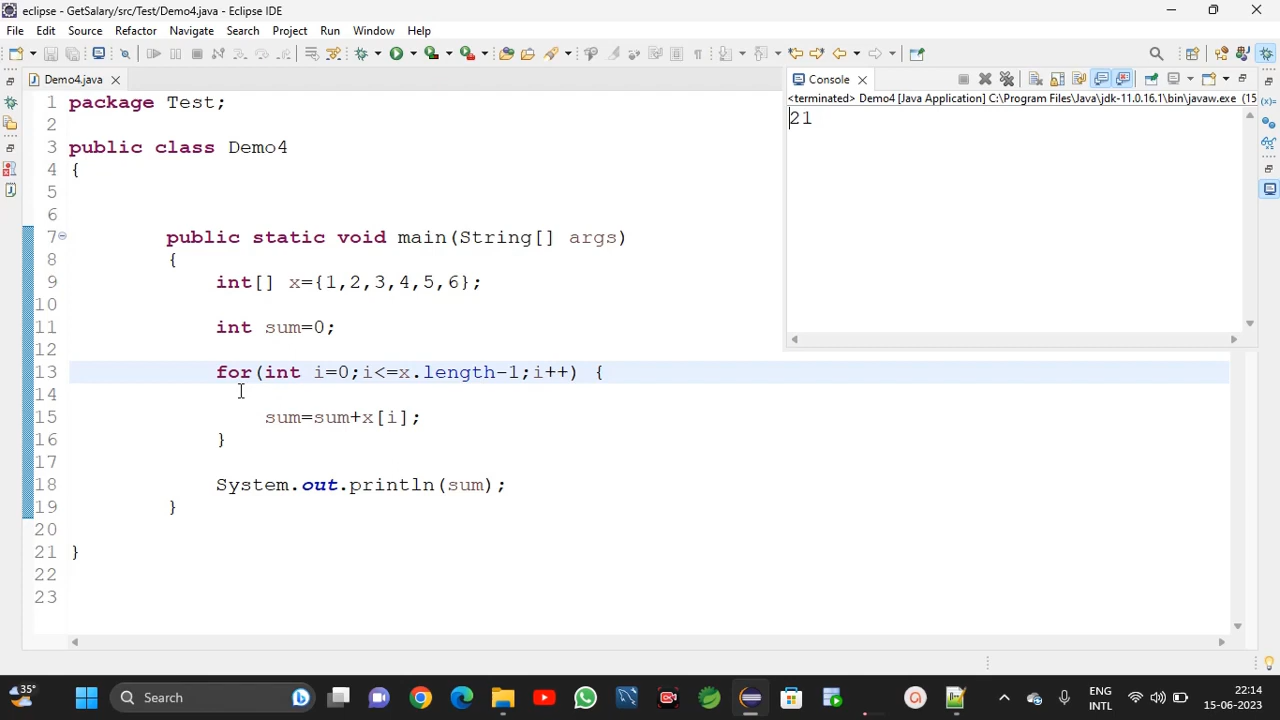 eclipse - GetSalary/src/Test/Demo4.java - Eclipse IDE
File Edit Source Refactor Navigate Search Project Run Window Help
Demo4.java
Console
<terminated> Demo4 [Java Application] C:\Program Files\Java\jdk-11.0.16.1\bin\javaw.exe (15
21
1 package Test;
2
3 public class Demo4
4 {
5
6
7 public static void main(String[] args)
8 {
9 int[] x={1,2,3,4,5,6};
10
11 int sum=0;
12
13 for(int i=0;i<=x.length-1;i++) {
14
15 sum=sum+x[i];
16 }
17
18 System.out.println(sum);
19 }
20
21 }
22
23
35°
Search
ENG
INTL
22:14
15-06-2023